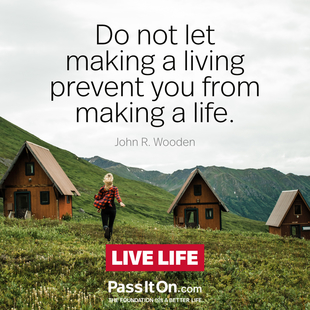 Do not let
making a living
prevent you from
making a life.
John R. Wooden
LIVE LIFE
PassItOn.com
THE FOUNDATION FOR A BETTER LIFE